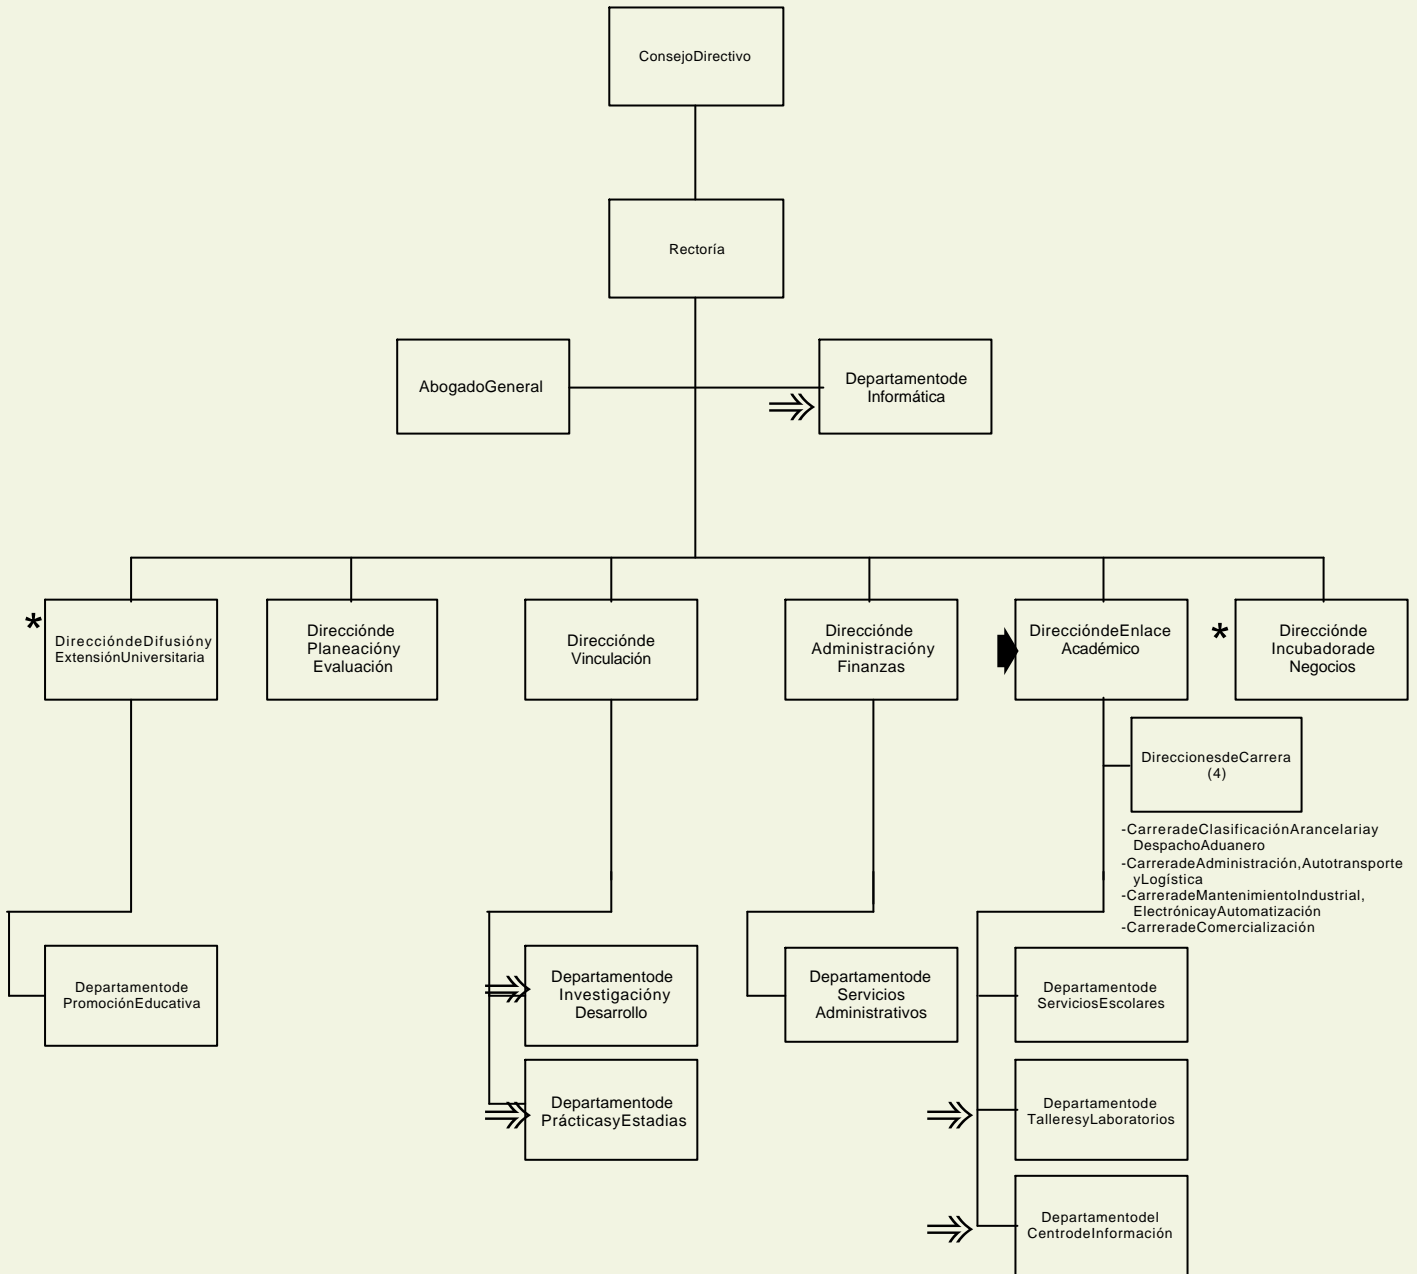 ConsejoDirectivo
Rectoría
AbogadoGeneral
Departamentode
Informática
*
DireccióndeDifusióny
ExtensiónUniversitaria
Direcciónde
Planeacióny
Evaluación
Direcciónde
Vinculación
Direcciónde
Administracióny
Finanzas
DireccióndeEnlace
Académico
*
Direcciónde
Incubadorade
Negocios
DireccionesdeCarrera
(4)
-CarreradeClasificaciónArancelariay
DespachoAduanero
-CarreradeAdministración,Autotransporte
yLogística
-CarreradeMantenimientoIndustrial,
ElectrónicayAutomatización
-CarreradeComercialización
Departamentode
PromociónEducativa
Departamentode
Investigacióny
Desarrollo
Departamentode
Servicios
Administrativos
Departamentode
ServiciosEscolares
Departamentode
PrácticasyEstadias
Departamentode
TalleresyLaboratorios
Departamentodel
CentrodeInformación